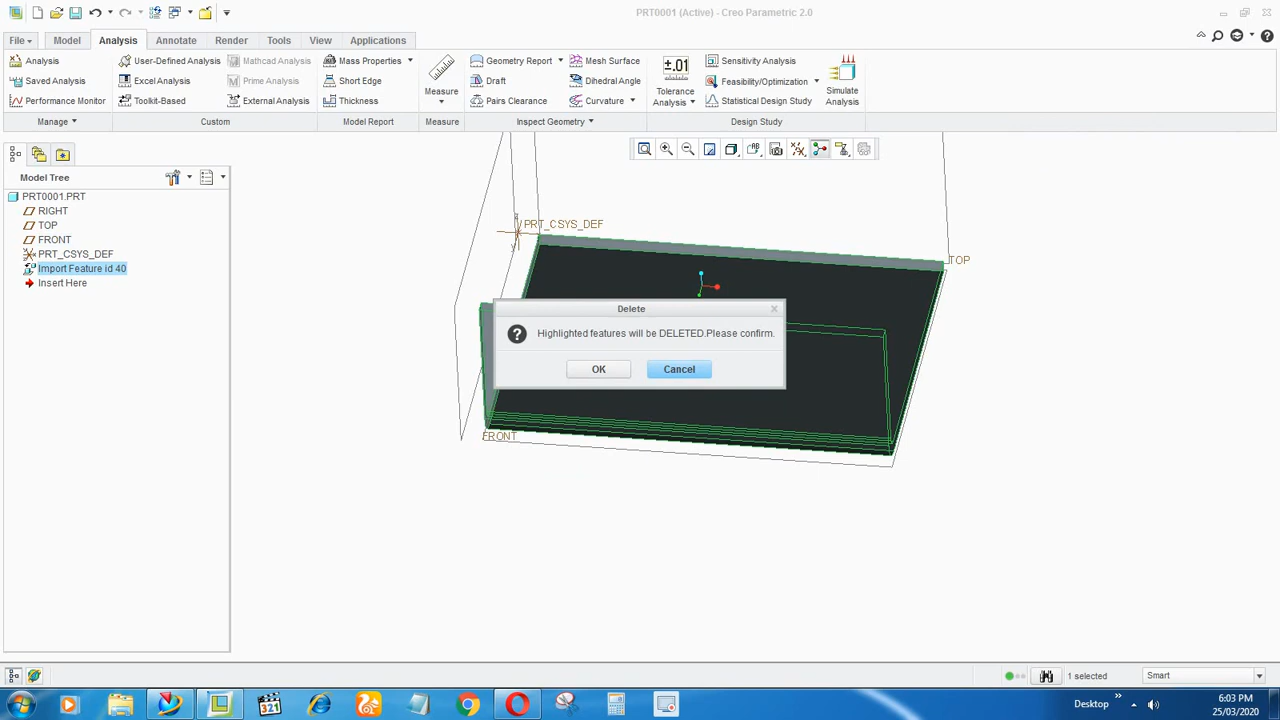 PRT0001 (Active) - Creo Parametric 2.0
File Model Analysis Annotate Render Tools View Applications
Analysis User-Defined Analysis Mathcad Analysis Mass Properties Geometry Report Mesh Surface Sensitivity Analysis
Saved Analysis Excel Analysis Prime Analysis Short Edge Draft Dihedral Angle Feasibility/Optimization
Performance Monitor Toolkit-Based External Analysis Thickness Pairs Clearance Curvature Statistical Design Study
Measure
±.01
Tolerance Analysis
Simulate Analysis
Manage Custom Model Report Measure Inspect Geometry Design Study
Model Tree
PRT0001.PRT
RIGHT
TOP
FRONT
PRT_CSYS_DEF
Import Feature id 40
Insert Here
PRT_CSYS_DEF
TOP
Delete
Highlighted features will be DELETED.Please confirm.
OK Cancel
FRONT
1 selected Smart
321
Desktop
6:03 PM
25/03/2020